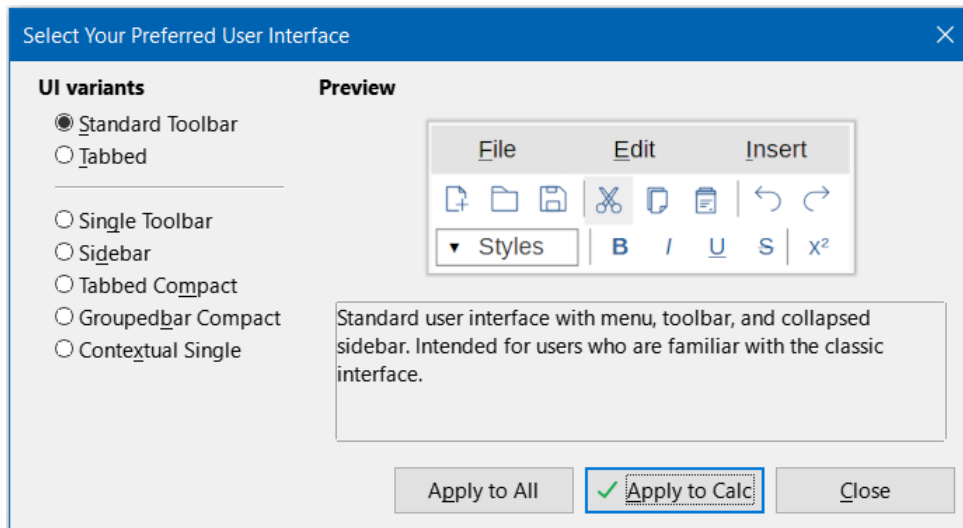 Select Your Preferred User Interface
UI variants
Standard Toolbar
Tabbed
Single Toolbar
Sidebar
Tabbed Compact
Groupedbar Compact
Contextual Single
Preview
File Edit Insert
Styles B I U S x²
Standard user interface with menu, toolbar, and collapsed
sidebar. Intended for users who are familiar with the classic
interface.
Apply to All Apply to Calc Close